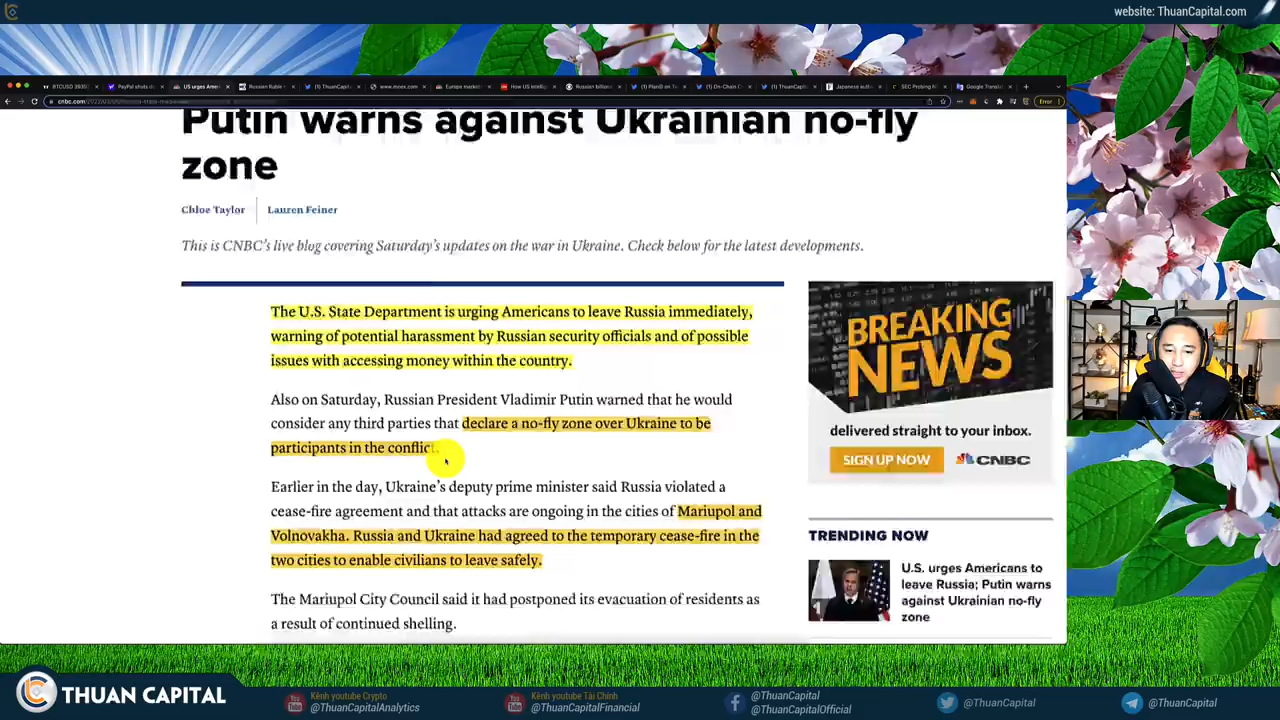 website: ThuanCapital.com
US urges Amer
Google Transl
Error
cnbc.com
Putin warns against Ukrainian no-fly
zone
Chloe Taylor
Lauren Feiner
This is CNBC's live blog covering Saturday's updates on the war in Ukraine. Check below for the latest developments.
The U.S. State Department is urging Americans to leave Russia immediately,
warning of potential harassment by Russian security officials and of possible
issues with accessing money within the country.
Also on Saturday, Russian President Vladimir Putin warned that he would
consider any third parties that declare a no-fly zone over Ukraine to be
participants in the conflict.
Earlier in the day, Ukraine's deputy prime minister said Russia violated a
cease-fire agreement and that attacks are ongoing in the cities of Mariupol and
Volnovakha. Russia and Ukraine had agreed to the temporary cease-fire in the
two cities to enable civilians to leave safely.
The Mariupol City Council said it had postponed its evacuation of residents as
a result of continued shelling.
BREAKING
NEWS
delivered straight to your inbox.
SIGN UP NOW
CNBC
TRENDING NOW
U.S. urges Americans to
leave Russia; Putin warns
against Ukrainian no-fly
zone
THUAN CAPITAL
Kênh youtube Crypto
@ThuanCapitalAnalytics
Kênh youtube Tài Chính
@ThuanCapitalFinancial
@ThuanCapital
@ThuanCapitalOfficial
@ThuanCapital
@ThuanCapital